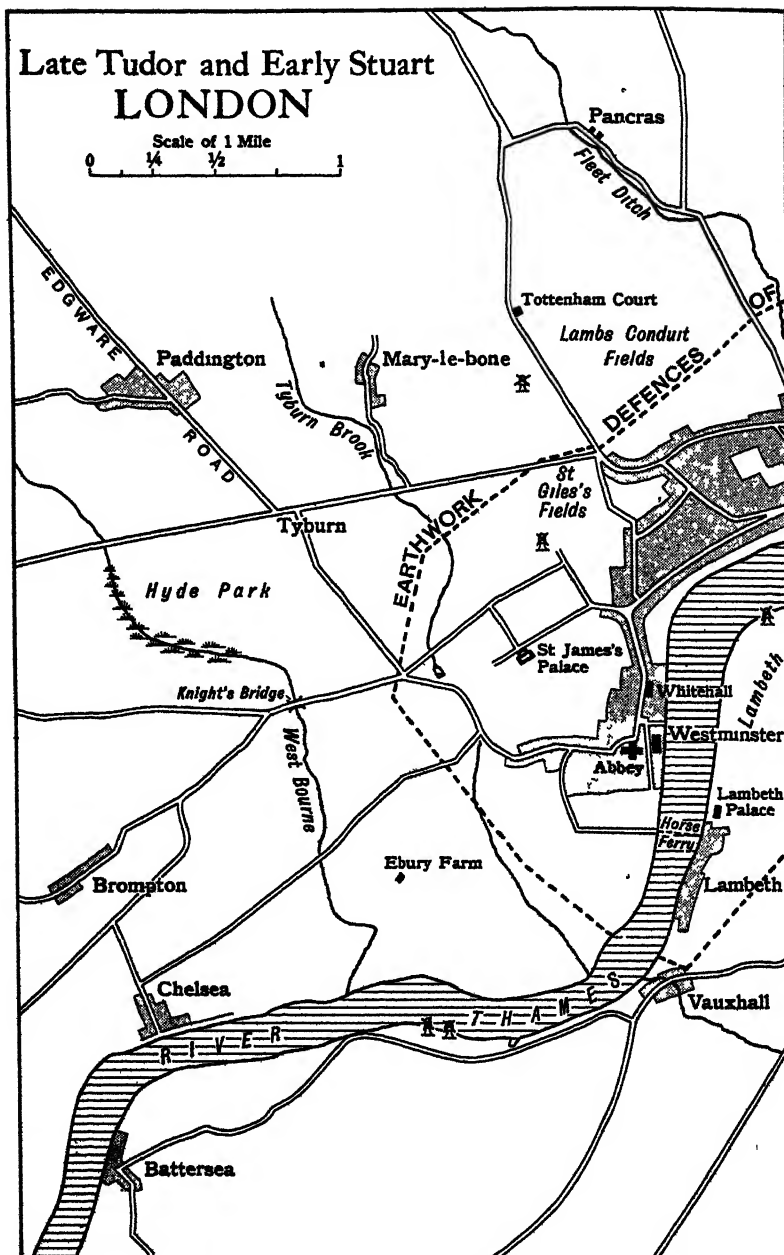 Late Tudor and Early Stuart
LONDON
Scale of 1 Mile
0 ¼ ½ 1
Pancras
Fleet Ditch
EDGWARE
ROAD
Tottenham Court
OF
Lambs Conduit
Fields
Paddington
Mary-le-bone
DEFENCES
Tyburn Brook
St
Giles's
Fields
EARTHWORK
Tyburn
Hyde Park
St James's
Palace
Lambeth
Knight's Bridge
Whitehall
West Bourne
Westminster
Abbey
Lambeth
Palace
Horse
Ferry
Ebury Farm
Brompton
Lambeth
Chelsea
Vauxhall
RIVER
THAMES
Battersea